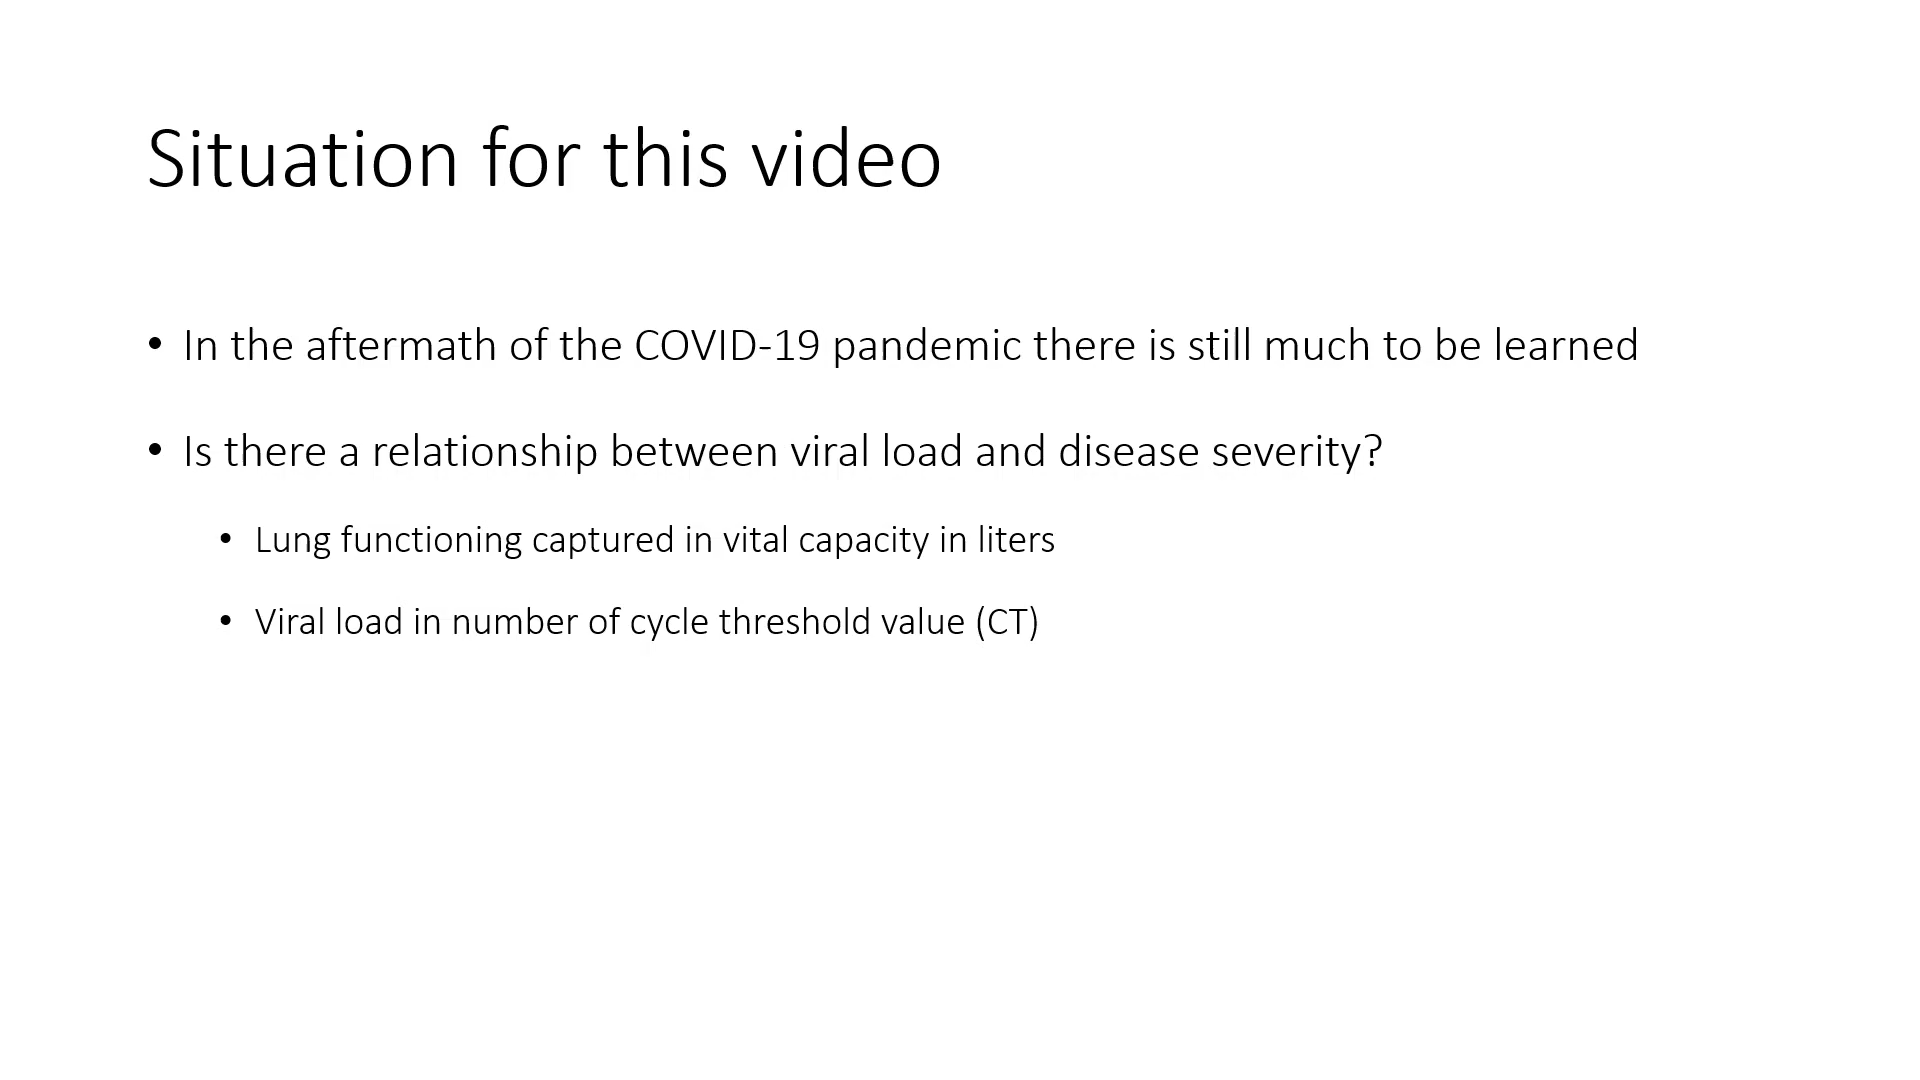 Situation for this video
• In the aftermath of the COVID-19 pandemic there is still much to be learned
• Is there a relationship between viral load and disease severity?
• Lung functioning captured in vital capacity in liters
• Viral load in number of cycle threshold value (CT)